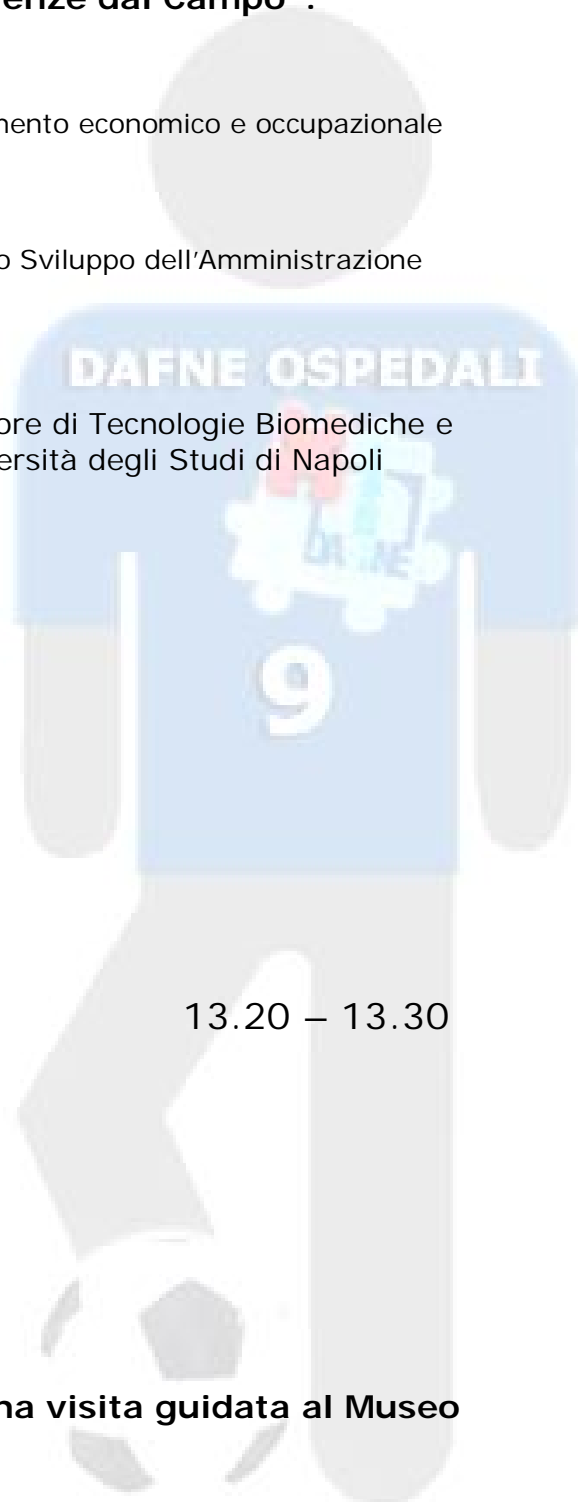 enze dal Campo".
mento economico e occupazionale
o Sviluppo dell'Amministrazione
DAFNE OSPEDALI
ore di Tecnologie Biomediche e
ersità degli Studi di Napoli
DAFNE
9
13.20 – 13.30
na visita guidata al Museo